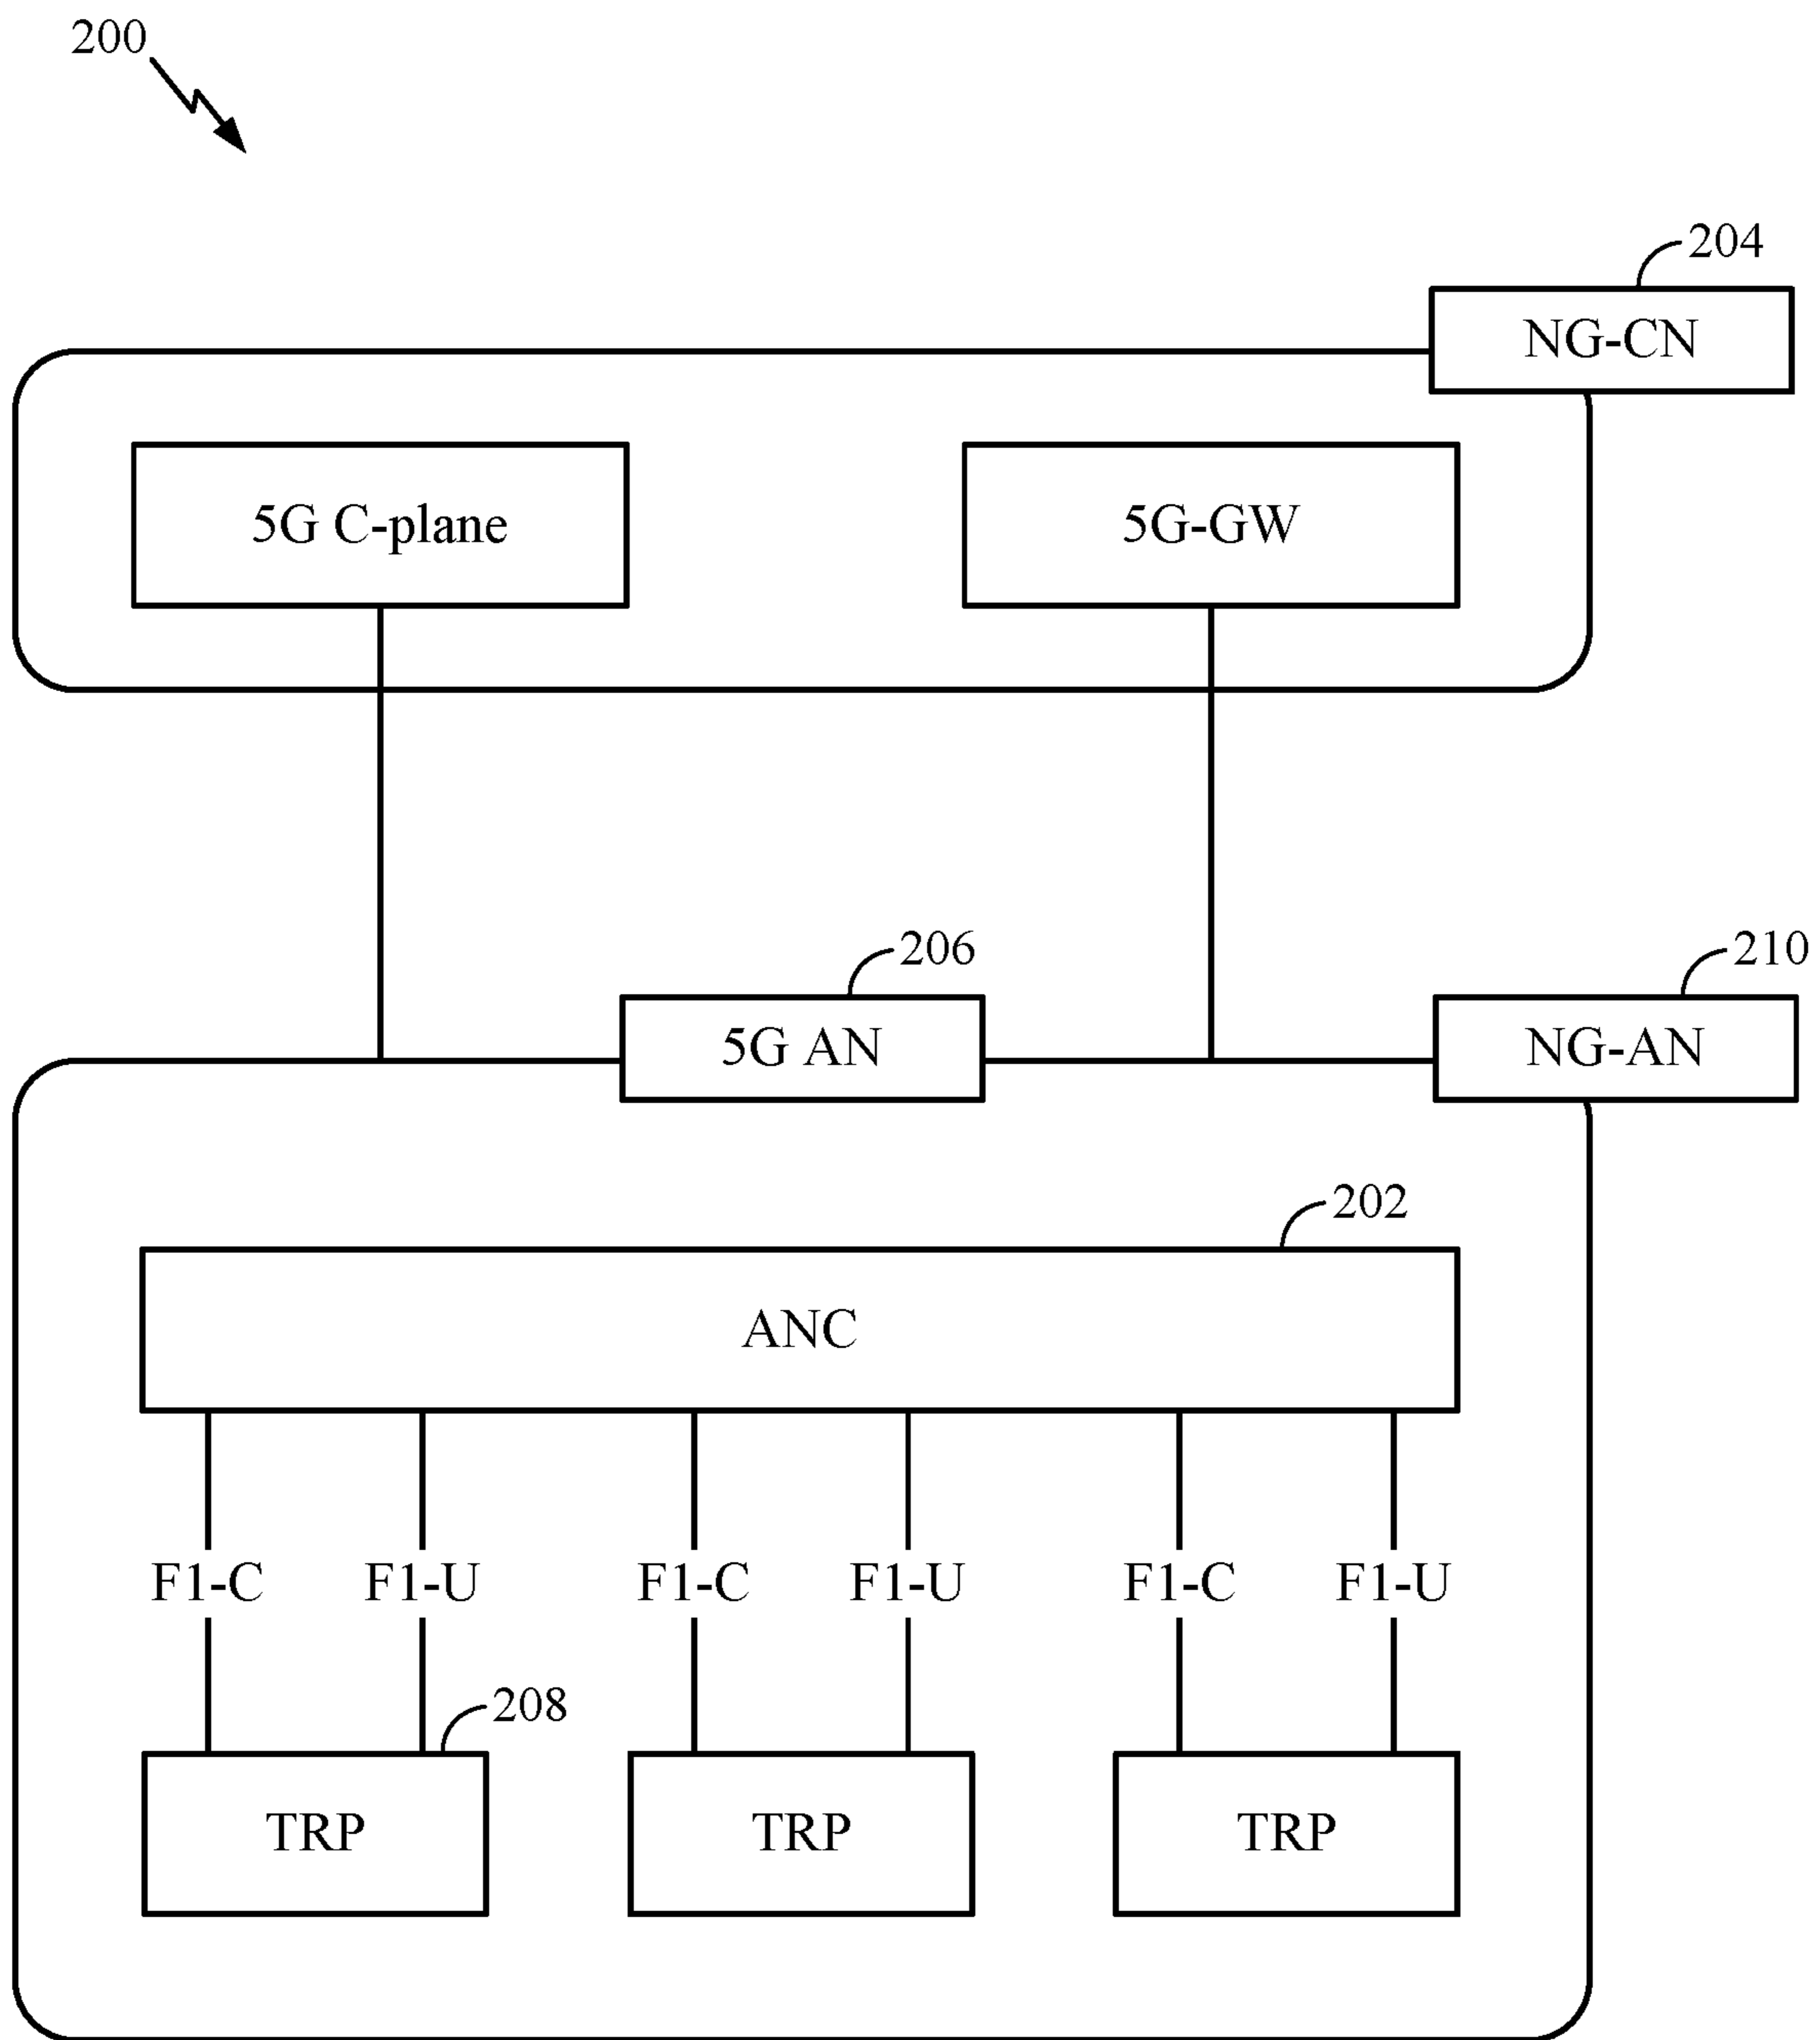 200
204
NG-CN
5G C-plane
5G-GW
206
210
5G AN
NG-AN
202
ANC
F1-C
F1-U
F1-C
F1-U
F1-C
F1-U
208
TRP
TRP
TRP